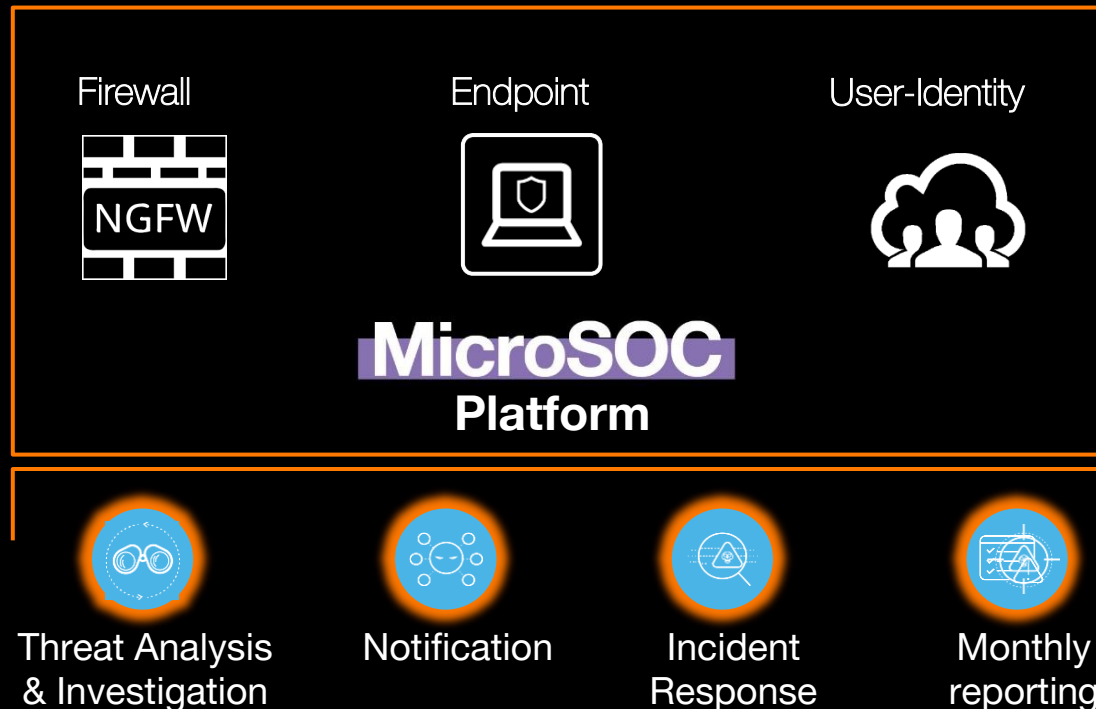 Firewall
Endpoint
User-Identity
NGFW
MicroSOC
Platform
Threat Analysis
& Investigation
Notification
Incident
Response
Monthly
reporting